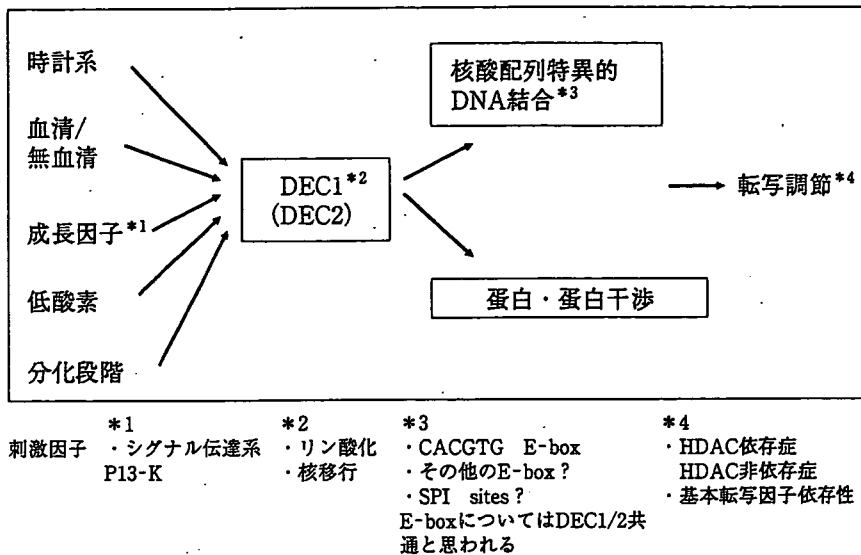 時計系
血清/
無血清
成長因子*1
低酸素
分化段階
DEC1*2
(DEC2)
核酸配列特異的
DNA結合*3
蛋白・蛋白干渉
転写調節*4
刺激因子
*1
・シグナル伝達系
P13-K
*2
・リン酸化
・核移行
*3
・CACGTG E-box
・その他のE-box?
・SPI sites?
E-boxについてはDEC1/2共
通と思われる
*4
・HDAC依存症
HDAC非依存症
・基本転写因子依存性